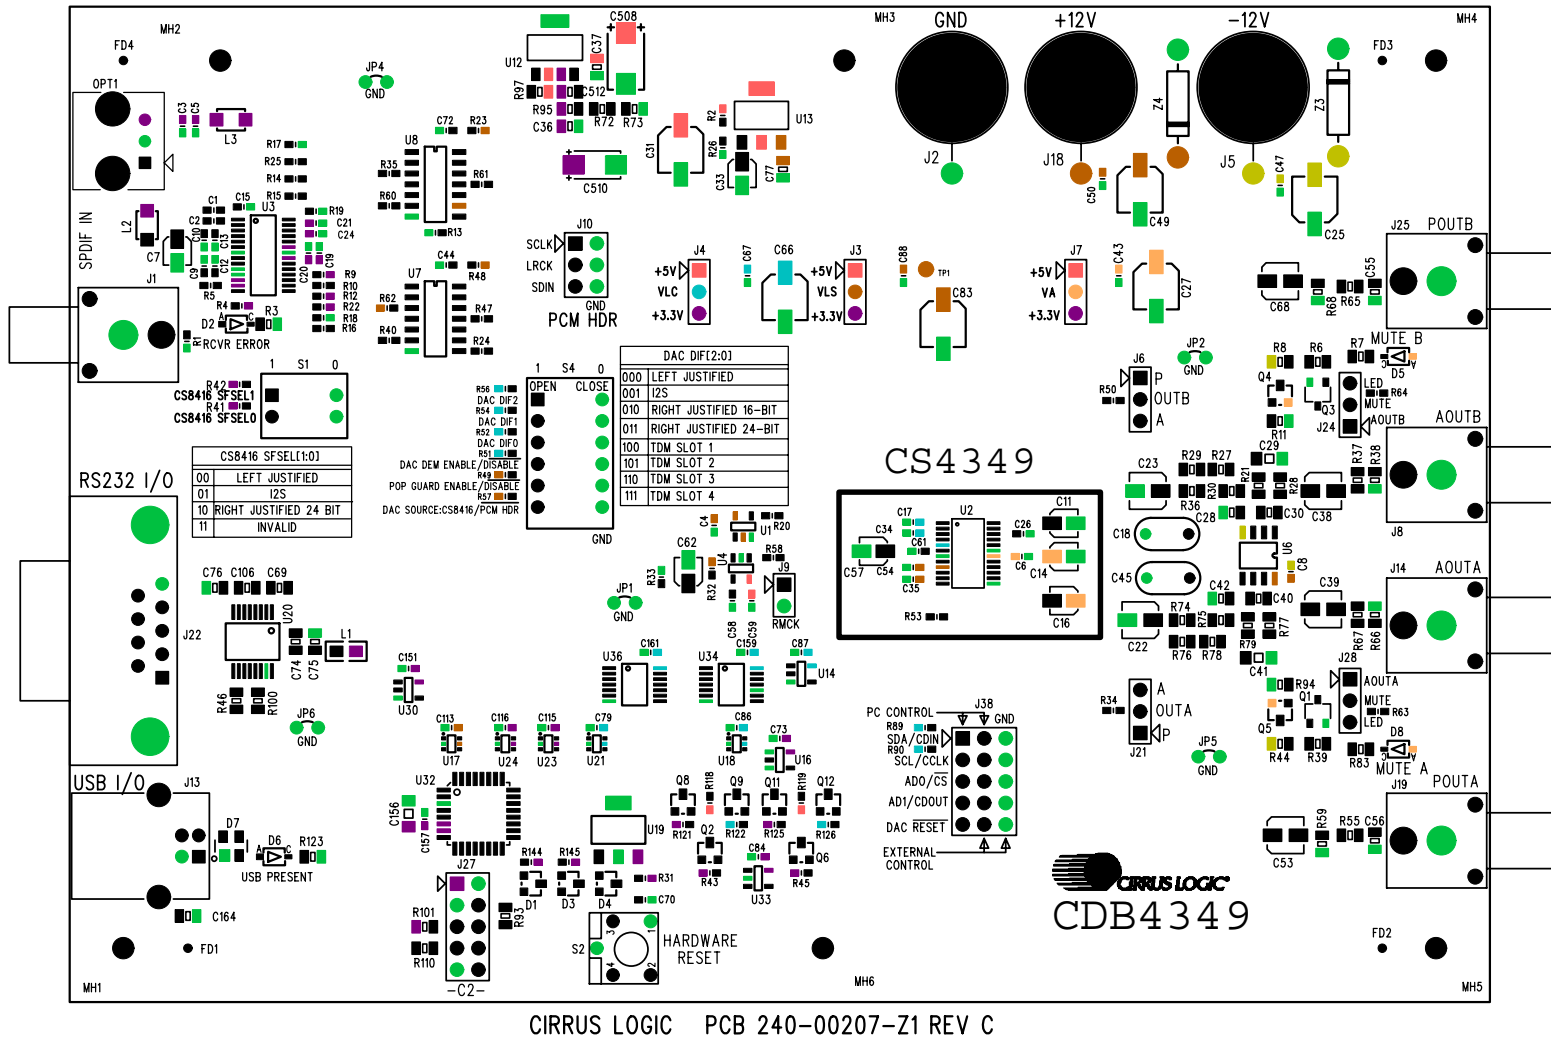 MH2
C508
MH3
GND
+12V
-12V
MH4
FD4
C37
U12
FD3
JP4
GND
OPT1
R97
C512
Z4
Z3
C3
C5
R95
R72
R73
R2
U13
C36
L3
C72
R23
U8
C31
R26
J2
J18
J5
R17
R25
R14
R15
R35
R61
R60
C510
C33
C77
C50
C47
C49
C25
SPDIF IN
L2
C1
C2
C15
U3
R19
C21
C24
C10
C13
C7
C9
C12
R5
C20
C19
R9
R10
R12
R22
R18
R16
R13
J10
SCLK
LRCK
SDIN
GND
PCM HDR
J4
+5V
VLC
+3.3V
C67
C66
J3
+5V
VLS
+3.3V
C88
TP1
C83
J7
+5V
VA
+3.3V
C43
C27
J25
POUTB
C68
R68
R65
C55
J1
R4
D2
A
C
R3
R1
RCVR ERROR
C44
R48
U7
R62
R47
R40
R24
1
S1
0
R42
CS8416 SFSEL1
R41
CS8416 SFSEL0
CS8416 SFSEL[1:0]
00 LEFT JUSTIFIED
01 I2S
10 RIGHT JUSTIFIED 24 BIT
11 INVALID
1
S4
0
OPEN
CLOSE
R56
DAC DIF2
R54
DAC DIF1
R52
DAC DIF0
R51
DAC DEM ENABLE/DISABLE
R49
POP GUARD ENABLE/DISABLE
R57
DAC SOURCE:CS8416/PCM HDR
GND
DAC DIF[2:0]
000 LEFT JUSTIFIED
001 I2S
010 RIGHT JUSTIFIED 16-BIT
011 RIGHT JUSTIFIED 24-BIT
100 TDM SLOT 1
101 TDM SLOT 2
110 TDM SLOT 3
111 TDM SLOT 4
JP2
GND
J6
P
OUTB
A
R50
R8
R6
R7
MUTE B
D5
A
C
Q4
Q3
LED
MUTE
AOUTB
R64
J24
R11
AOUTB
J8
CS4349
C29
R29
R27
R21
R28
R37
R38
C23
R36
R30
C28
C30
C38
C11
C34
C17
C61
U2
C26
C6
C14
C57
C54
C35
C16
R53
C18
C45
U6
C8
J14
AOUTA
C42
C40
C39
R74
R75
R77
R67
R66
C22
R76
R78
R79
C41
RS232 I/O
J22
C76
C106
C69
U20
C74
C75
L1
R46
R100
JP6
GND
C4
U1
R20
C62
R33
R32
U4
R58
J9
RMCK
C58
C59
JP1
GND
C161
U36
C159
U34
C87
U14
C151
U30
C113
U17
C116
U24
C115
U23
C79
U21
C86
U18
C73
U16
R34
J21
A
OUTA
P
R94
Q1
Q5
R44
R39
J28
AOUTA
MUTE
LED
R63
R83
D8
A
C
MUTE A
JP5
GND
PC CONTROL
J38
GND
R89
SDA/CDIN
R90
SCL/CCLK
AD0/CS
AD1/CDOUT
DAC RESET
EXTERNAL
CONTROL
USB I/O
J13
D7
D6
A
C
R123
USB PRESENT
C164
FD1
MH1
U32
C156
C157
J27
R101
R110
R93
-C2-
R144
D1
R145
D3
D4
U19
R31
C70
S2
3
1
4
2
HARDWARE
RESET
Q8
R118
Q9
Q11
R119
Q12
R121
R122
R125
R126
Q2
Q6
C84
U33
R43
R45
MH6
J19
POUTA
C53
R59
R55
C56
CIRRUS LOGIC
CDB4349
FD2
MH5
CIRRUS LOGIC PCB 240-00207-Z1 REV C